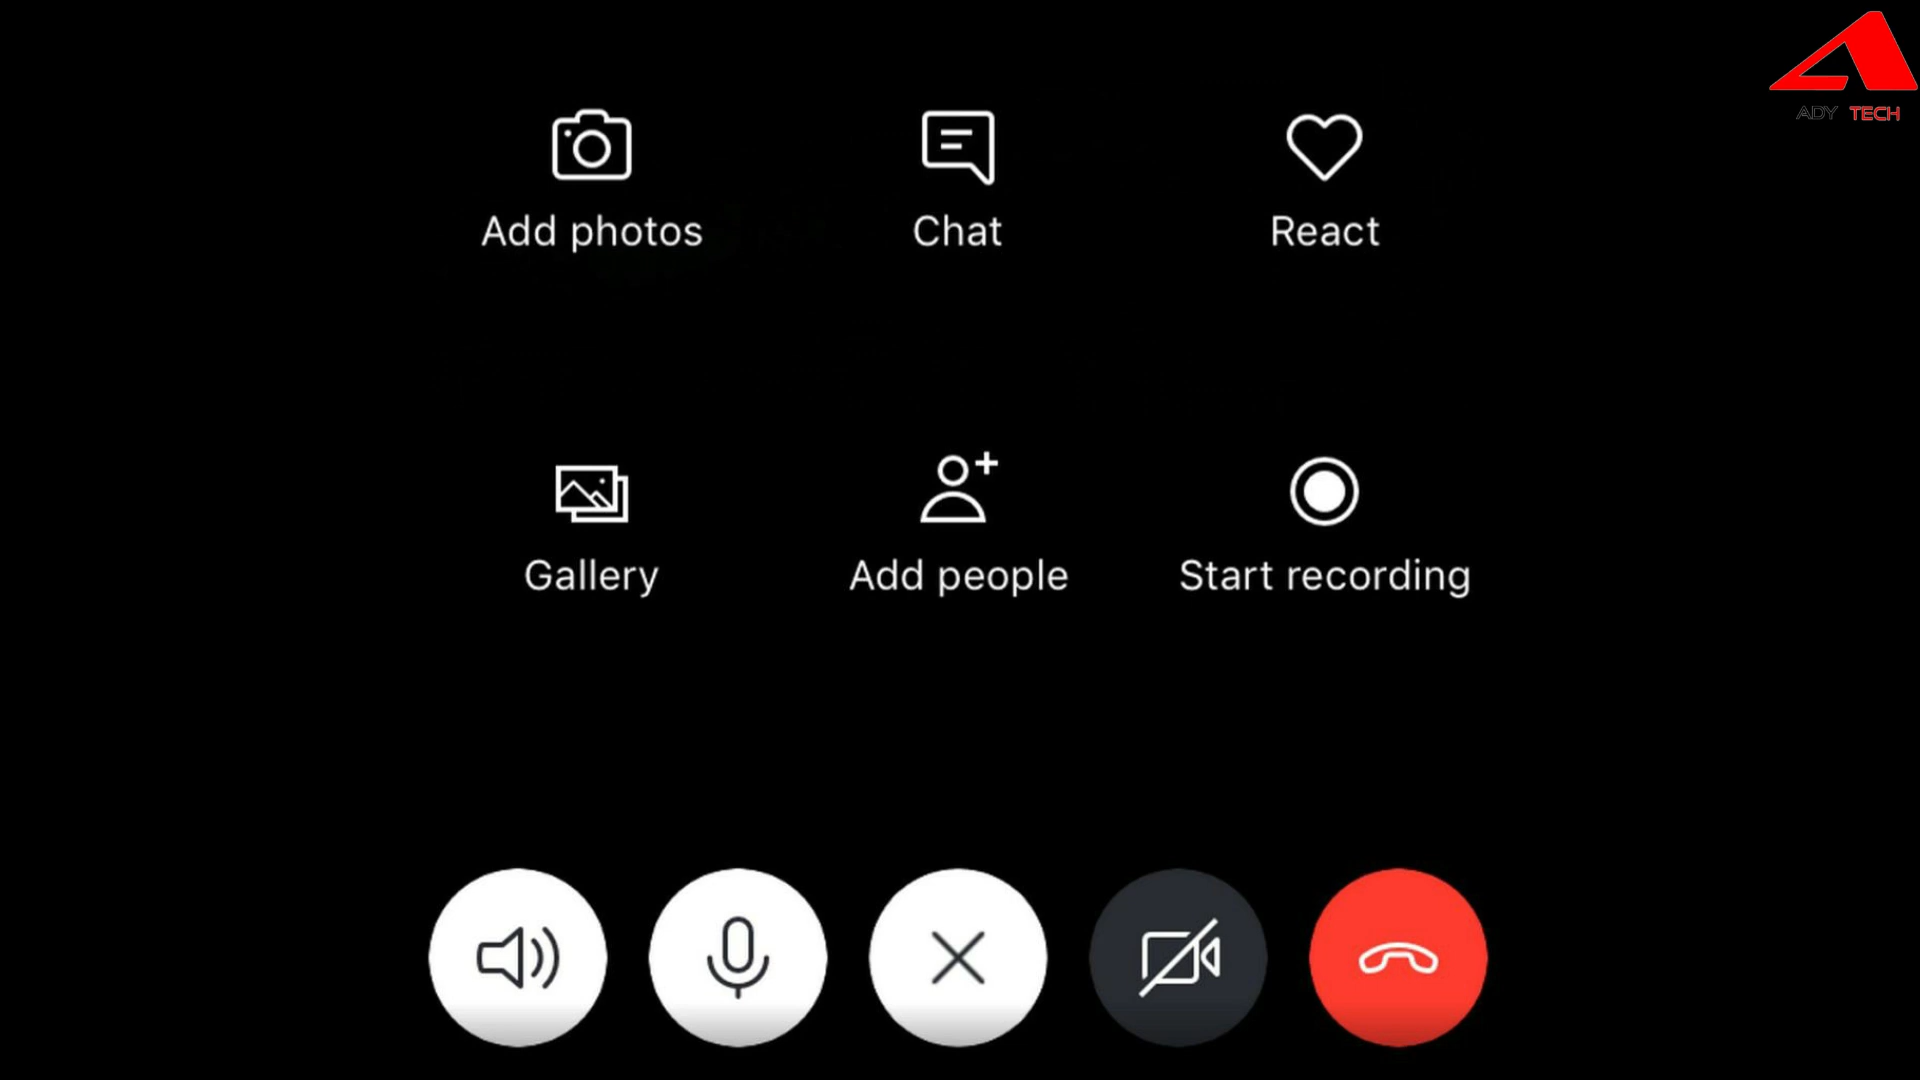 ADY TECH
Add photos
Chat
React
Gallery
Add people
Start recording